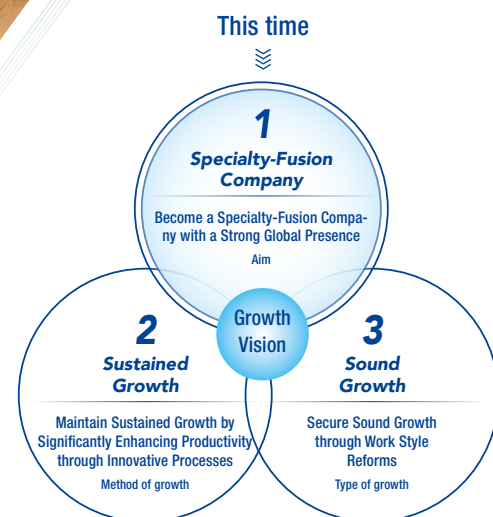 This time
1
Specialty-Fusion
Company
Become a Specialty-Fusion Compa-
ny with a Strong Global Presence
Aim
Growth
Vision
2
Sustained
Growth
Maintain Sustained Growth by
Significantly Enhancing Productivity
through Innovative Processes
Method of growth
3
Sound
Growth
Secure Sound Growth
through Work Style
Reforms
Type of growth